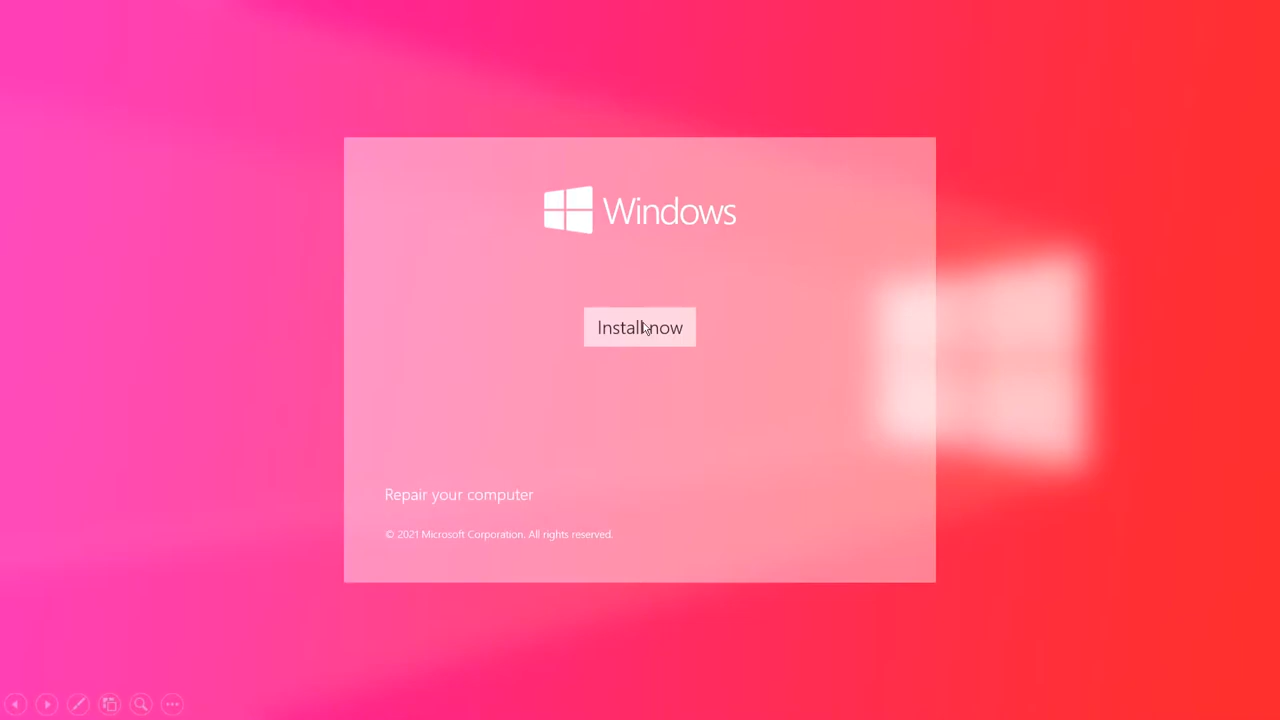 Windows
Install now
Repair your computer
© 2021 Microsoft Corporation. All rights reserved.